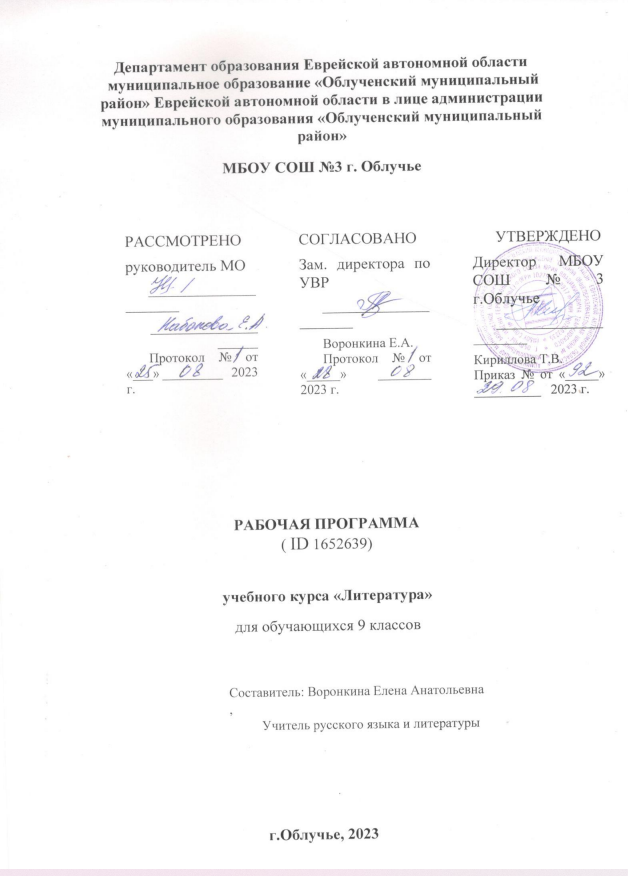 Департамент образования Еврейской автономной области
муниципальное образование «Облученский муниципальный
район» Еврейской автономной области в лице администрации
муниципального образования «Облученский муниципальный
район»
МБОУ СОШ №3 г. Облучье
РАССМОТРЕНО
руководитель МО
Протокол №1 от
«25» 08 2023
г.
СОГЛАСОВАНО
Зам. директора по
УВР
Воронкина Е.А.
Протокол №1 от
«28» 08
2023 г.
УТВЕРЖДЕНО
Директор МБОУ
СОШ № 3
г.Облучье
Кириллова Т.В.
Приказ № от «92»
29.08 2023 г.
РАБОЧАЯ ПРОГРАММА
( ID 1652639)
учебного курса «Литература»
для обучающихся 9 классов
Составитель: Воронкина Елена Анатольевна
,
Учитель русского языка и литературы
г.Облучье, 2023